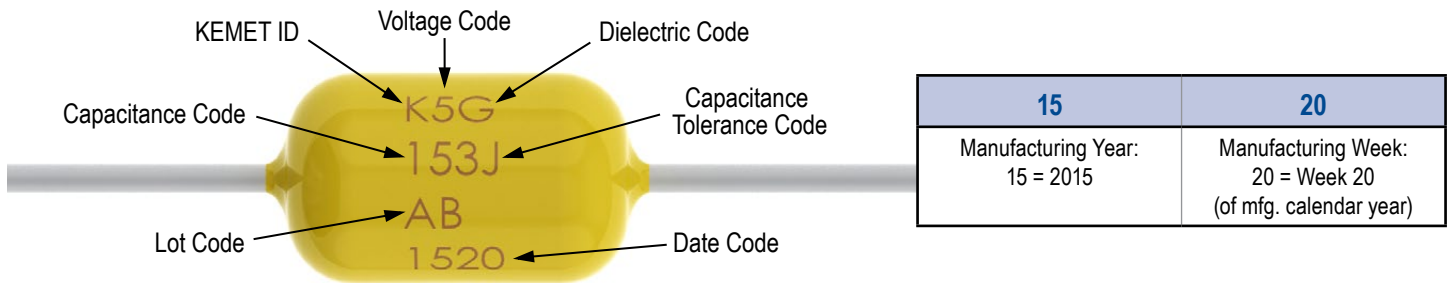 KEMET ID
Voltage Code
Dielectric Code
Capacitance Code
Capacitance
Tolerance Code
K5G
153J
AB
1520
Lot Code
Date Code
15
20
Manufacturing Year:
15 = 2015
Manufacturing Week:
20 = Week 20
(of mfg. calendar year)